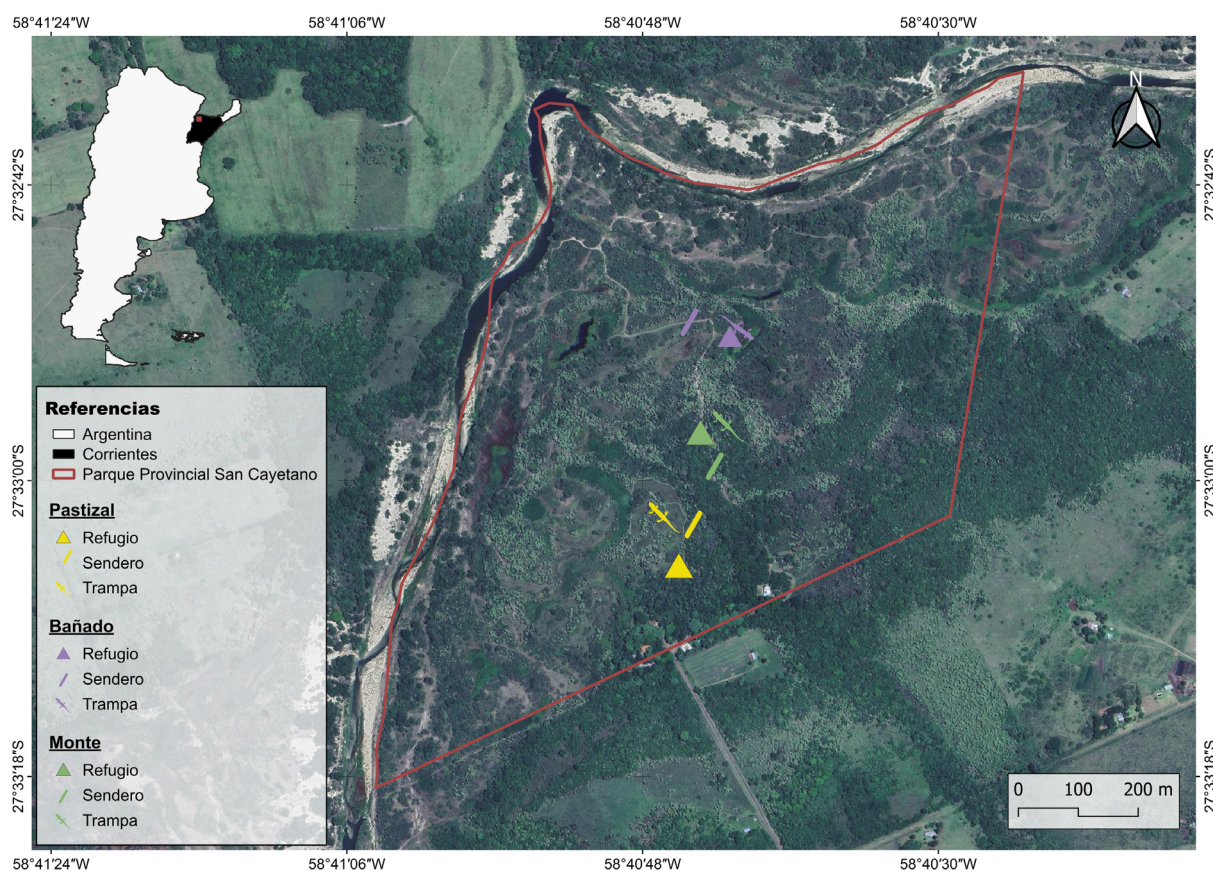 58°41′24″W 58°41′06″W 58°40′48″W 58°40′30″W
N
27°32′42″S 27°32′42″S
Referencias
Argentina
Corrientes
Parque Provincial San Cayetano
Pastizal
Refugio
Sendero
Trampa
Bañado
Refugio
Sendero
Trampa
Monte
Refugio
Sendero
Trampa
27°33′00″S 27°33′00″S
27°33′18″S 27°33′18″S
0 100 200 m
58°41′24″W 58°41′06″W 58°40′48″W 58°40′30″W